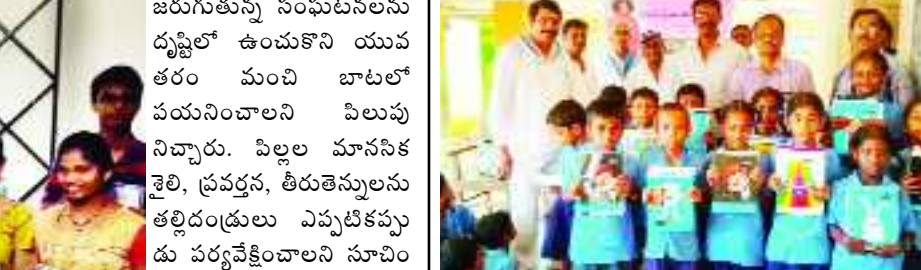 జరుగుతున్న సంఘటనలను
దృష్టిలో ఉంచుకొని యువ
తరం మంచి బాటలో
పయనించాలని పిలుపు
నిచ్చారు. పిల్లల మానసిక
శైలి, ప్రవర్తన, తీరుతెన్నులను
తల్లిదండ్రులు ఎప్పటికప్పు
డు పర్యవేక్షించాలని సూచిం